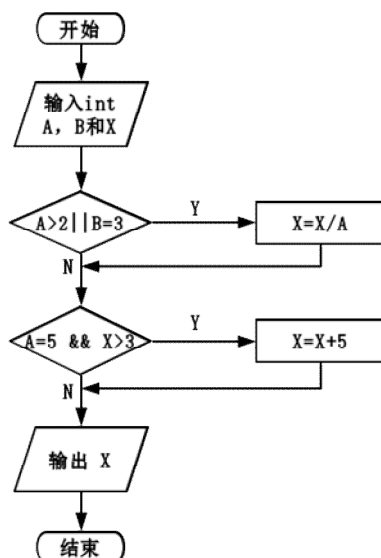 开始
输入int
A, B和X
A>2||B=3
Y
X=X/A
N
A=5 && X>3
Y
X=X+5
N
输出 X
结束